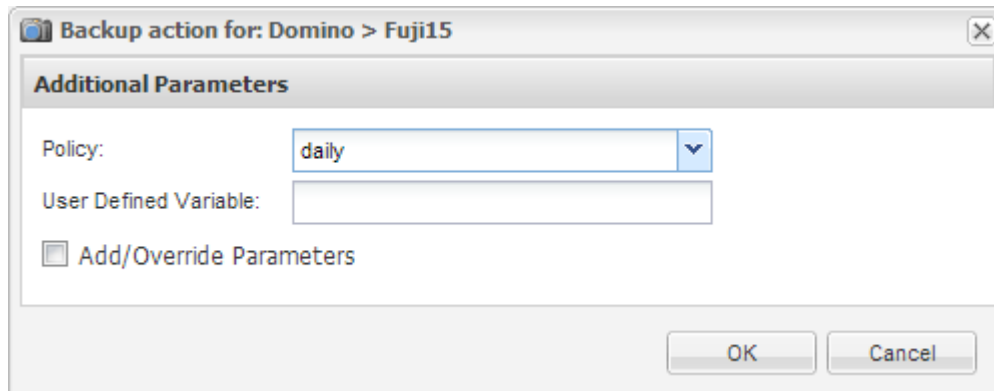 Backup action for: Domino > Fuji15
Additional Parameters
Policy: daily
User Defined Variable:
Add/Override Parameters
OK Cancel